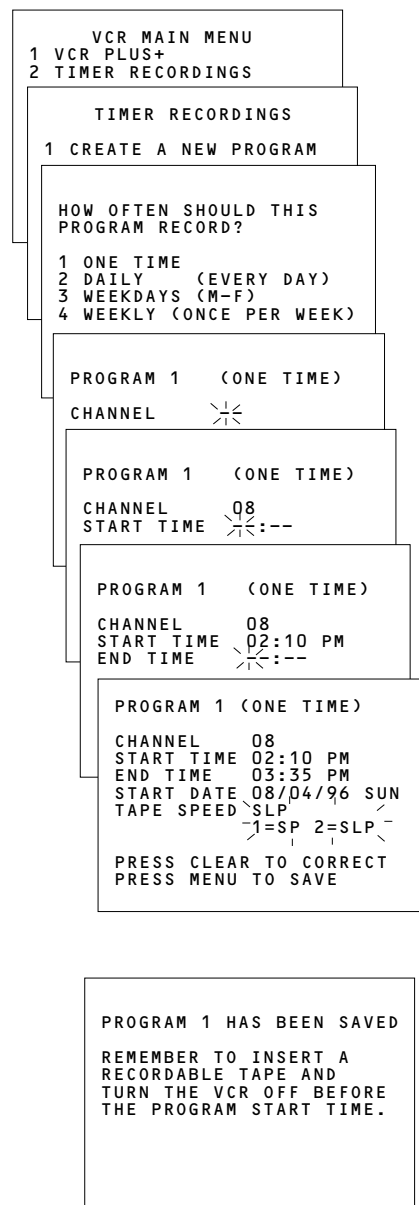 VCR MAIN MENU
1 VCR PLUS+
2 TIMER RECORDINGS
TIMER RECORDINGS
1 CREATE A NEW PROGRAM
HOW OFTEN SHOULD THIS
PROGRAM RECORD?
1 ONE TIME
2 DAILY (EVERY DAY)
3 WEEKDAYS (M-F)
4 WEEKLY (ONCE PER WEEK)
PROGRAM 1 (ONE TIME)
CHANNEL --
PROGRAM 1 (ONE TIME)
CHANNEL 08
START TIME --:--
PROGRAM 1 (ONE TIME)
CHANNEL 08
START TIME 02:10 PM
END TIME --:--
PROGRAM 1 (ONE TIME)
CHANNEL 08
START TIME 02:10 PM
END TIME 03:35 PM
START DATE 08/04/96 SUN
TAPE SPEED SLP
1=SP 2=SLP
PRESS CLEAR TO CORRECT
PRESS MENU TO SAVE
PROGRAM 1 HAS BEEN SAVED
REMEMBER TO INSERT A
RECORDABLE TAPE AND
TURN THE VCR OFF BEFORE
THE PROGRAM START TIME.